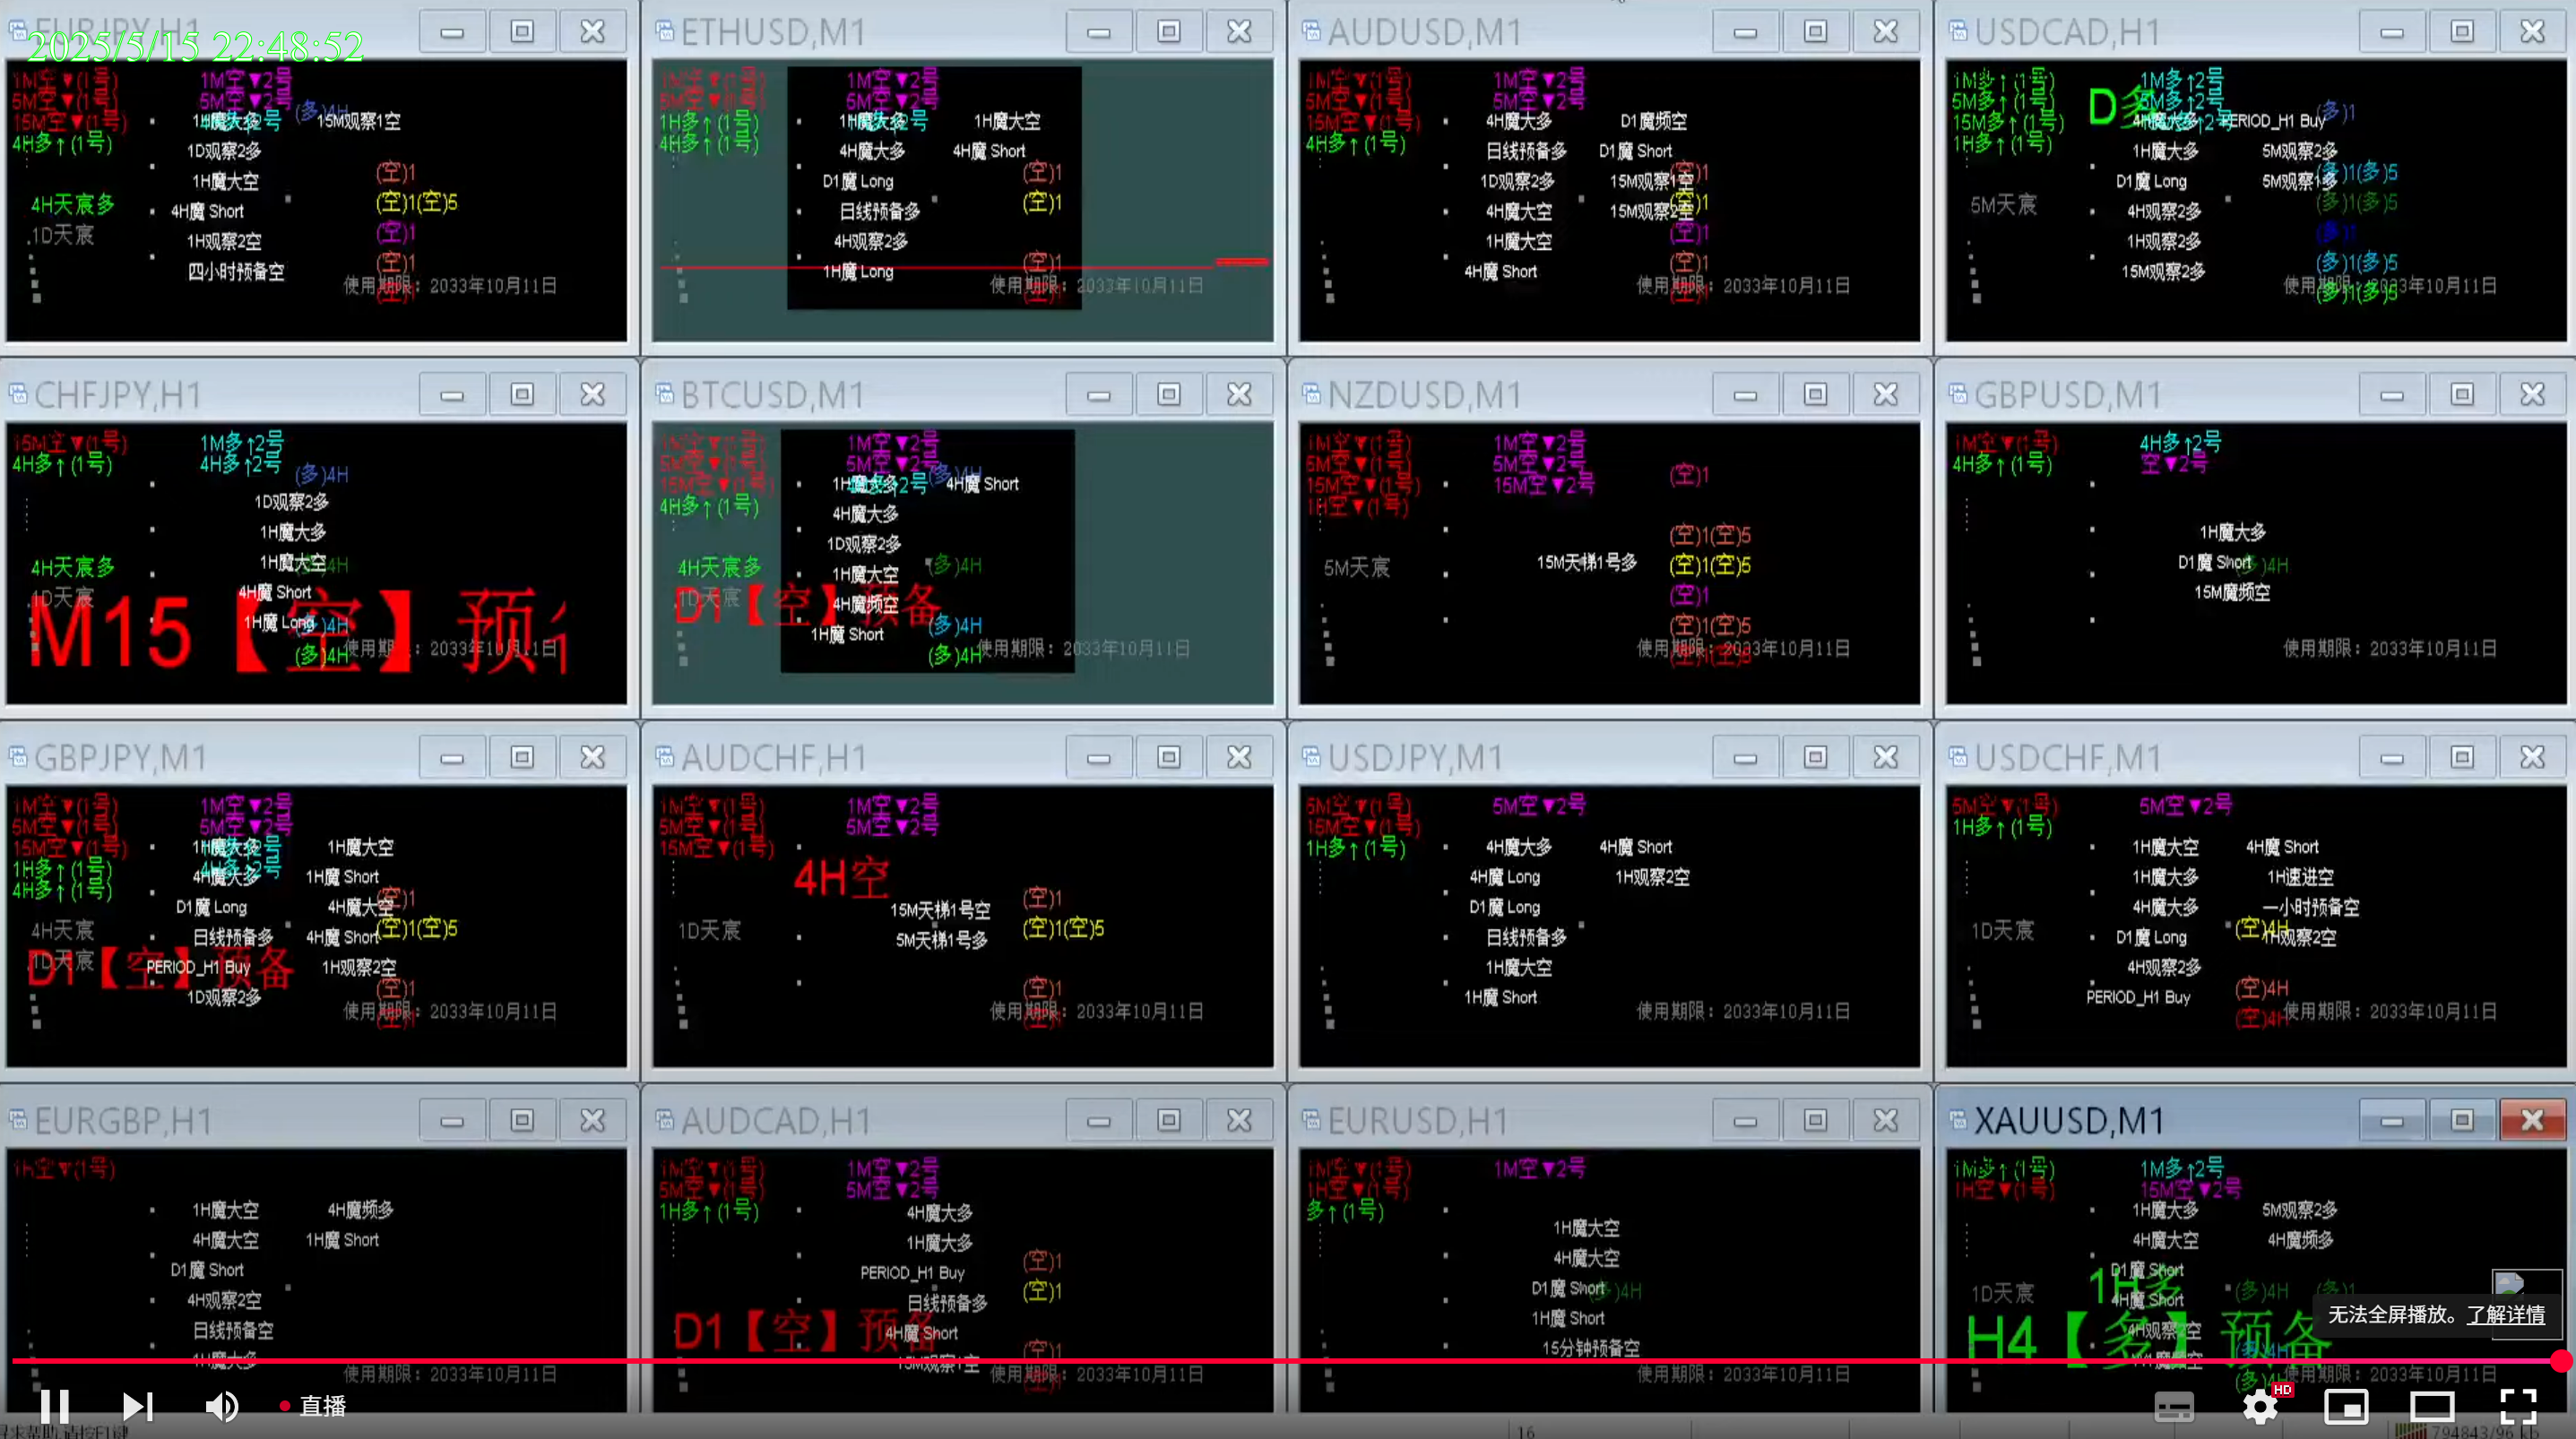 EURJPY,H1
2025/5/15 22:48:52
1M空▼(1号)
5M空▼(1号)
15M空▼(1号)
4H多↑(1号)
1M空▼2号
5M空▼2号
(多)4H
1H魔大多
15M观察1空
1D观察2多
1H魔大空
4H魔 Short
1H观察2空
四小时预备空
4H天宸多
1D天宸
(空)1
(空)1(空)5
(空)1
(空)1
使用期限：2033年10月11日
ETHUSD,M1
1M空▼(1号)
5M空▼(1号)
1H多↑(1号)
4H多↑(1号)
1M空▼2号
5M空▼2号
1H魔大多
1H魔大空
4H魔大多
4H魔 Short
D1魔 Long
日线预备多
4H观察2多
1H魔 Long
(空)1
(空)1
(空)1
使用期限：2033年10月11日
AUDUSD,M1
1M空▼(1号)
5M空▼(1号)
15M空▼(1号)
4H多↑(1号)
1M空▼2号
5M空▼2号
4H魔大多
D1魔频空
日线预备多
D1魔 Short
1D观察2多
15M观察1空
4H魔大空
15M观察2空
1H魔大空
4H魔 Short
(空)1
(空)1
(空)1
(空)1
使用期限：2033年10月11日
USDCAD,H1
1M多↑(1号)
5M多↑(1号)
15M多↑(1号)
1H多↑(1号)
D多
1M多↑2号
5M多↑2号
(多)1
4H魔大多
PERIOD_H1 Buy
1H魔大多
5M观察2多
D1魔 Long
5M观察1多
4H观察2多
1H观察2多
15M观察2多
5M天宸
(多)1(多)5
(多)1(多)5
(多)1
(多)1(多)5
(多)1(多)5
使用期限：2033年10月11日
CHFJPY,H1
15M空▼(1号)
4H多↑(1号)
1M多↑2号
4H多↑2号
(多)4H
1D观察2多
1H魔大多
1H魔大空
4H魔 Short
1H魔 Long
4H天宸多
1D天宸
M15【空】预
(多)4H
(多)4H
使用期限：2033年10月11日
BTCUSD,M1
1M空▼(1号)
5M空▼(1号)
15M空▼(1号)
4H多↑(1号)
1M空▼2号
5M空▼2号
(多)4H
1H魔大多
4H魔 Short
4H魔大多
1D观察2多
1H魔大空
4H魔频空
1H魔 Short
4H天宸多
1D天宸
D1【空】预备
(多)4H
(多)4H
(多)4H
使用期限：2033年10月11日
NZDUSD,M1
1M空▼(1号)
5M空▼(1号)
15M空▼(1号)
1H空▼(1号)
1M空▼2号
5M空▼2号
15M空▼2号
(空)1
15M天梯1号多
5M天宸
(空)1(空)5
(空)1(空)5
(空)1
(空)1(空)5
(空)1(空)5
使用期限：2033年10月11日
GBPUSD,M1
1M空▼(1号)
4H多↑(1号)
4H多↑2号
空▼2号
1H魔大多
D1魔 Short
(多)4H
15M魔频空
使用期限：2033年10月11日
GBPJPY,M1
1M空▼(1号)
5M空▼(1号)
15M空▼(1号)
1H多↑(1号)
4H多↑(1号)
1M空▼2号
5M空▼2号
1H魔大多
1H魔大空
4H魔大多
1H魔 Short
D1魔 Long
4H魔大空
日线预备多
4H魔 Short
PERIOD_H1 Buy
1H观察2空
1D观察2多
4H天宸
1D天宸
D1【空】预备
(空)1
(空)1(空)5
(空)1
使用期限：2033年10月11日
AUDCHF,H1
1M空▼(1号)
5M空▼(1号)
15M空▼(1号)
1M空▼2号
5M空▼2号
4H空
15M天梯1号空
5M天梯1号多
1D天宸
(空)1
(空)1(空)5
(空)1
使用期限：2033年10月11日
USDJPY,M1
5M空▼(1号)
15M空▼(1号)
1H多↑(1号)
5M空▼2号
4H魔大多
4H魔 Short
4H魔 Long
1H观察2空
D1魔 Long
日线预备多
1H魔大空
1H魔 Short
使用期限：2033年10月11日
USDCHF,M1
5M空▼(1号)
1H多↑(1号)
5M空▼2号
1H魔大空
4H魔 Short
1H魔大多
1H速进空
4H魔大多
一小时预备空
D1魔 Long
(空)4H
1H观察2空
4H观察2多
PERIOD_H1 Buy
1D天宸
(空)4H
(空)4H
使用期限：2033年10月11日
EURGBP,H1
1h空▼(1号)
1H魔大空
4H魔频多
4H魔大空
1H魔 Short
D1魔 Short
4H观察2空
日线预备空
1H魔大多
使用期限：2033年10月11日
AUDCAD,H1
1M空▼(1号)
5M空▼(1号)
1H多↑(1号)
1M空▼2号
5M空▼2号
4H魔大多
1H魔大多
PERIOD_H1 Buy
日线预备多
4H魔 Short
15M观察1空
D1【空】预备
(空)1
(空)1
(空)1
使用期限：2033年10月11日
EURUSD,H1
1M空▼(1号)
1H空▼(1号)
多↑(1号)
1M空▼2号
1H魔大空
4H魔大空
D1魔 Short
(多)4H
1H魔 Short
15分钟预备空
使用期限：2033年10月11日
XAUUSD,M1
1M多↑(1号)
1H空▼(1号)
1M多↑2号
15M空▼2号
1H魔大多
5M观察2多
4H魔大空
4H魔频多
D1魔 Short
1H多
4H魔 Short
4H观察2空
1D天宸
(多)4H
(多)1
H4【多】预备
使用期限：2033年10月11日
无法全屏播放。了解详情
直播
HD
16
794843/96 kb